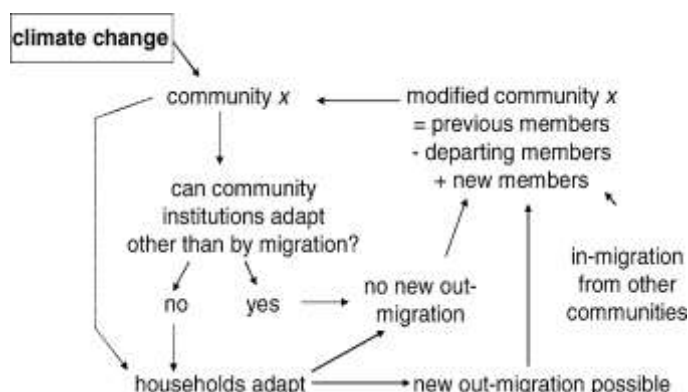 climate change
community x
modified community x
= previous members
- departing members
+ new members
can community
institutions adapt
other than by migration?
in-migration
from other
communities
no
yes
no new out-
migration
households adapt
new out-migration possible